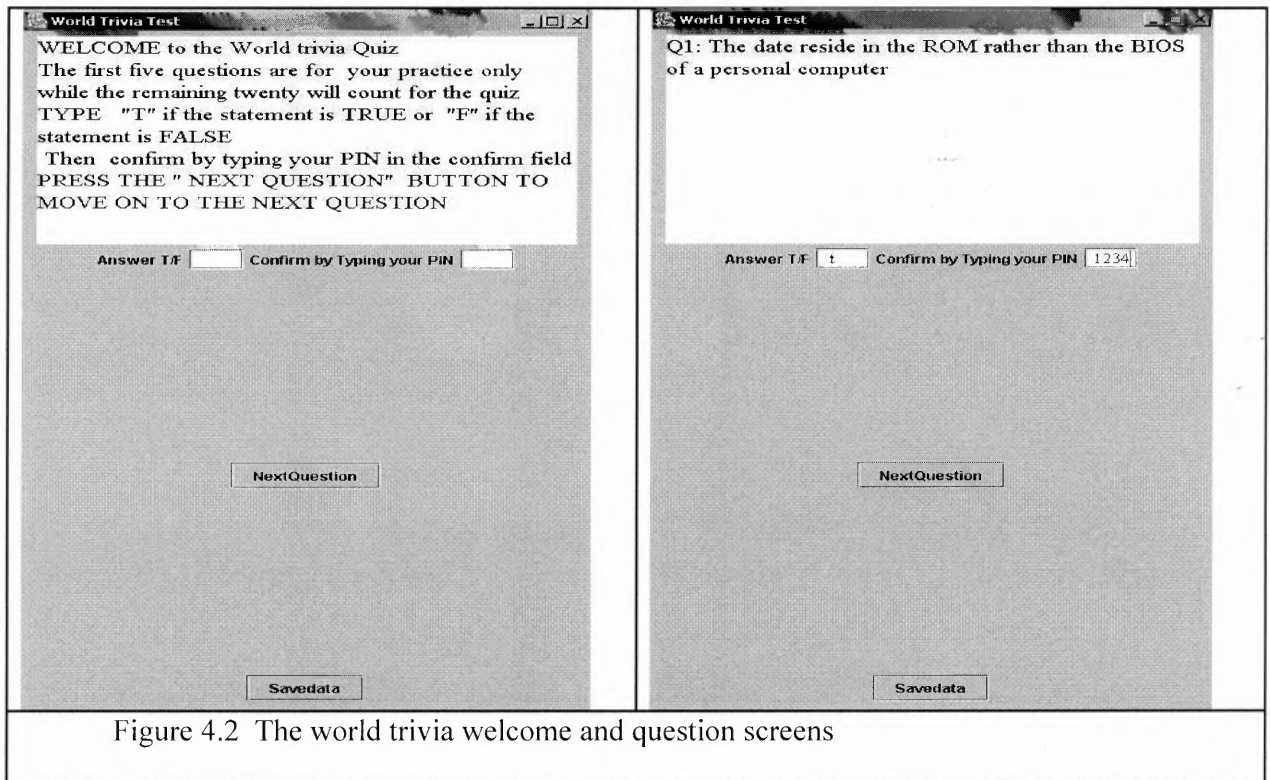 World Trivia Test
WELCOME to the World trivia Quiz
The first five questions are for your practice only
while the remaining twenty will count for the quiz
TYPE "T" if the statement is TRUE or "F" if the
statement is FALSE
Then confirm by typing your PIN in the confirm field
PRESS THE " NEXT QUESTION" BUTTON TO
MOVE ON TO THE NEXT QUESTION
Answer T/F Confirm by Typing your PIN
NextQuestion
Savedata
World Trivia Test
Q1: The date reside in the ROM rather than the BIOS
of a personal computer
Answer T/F t Confirm by Typing your PIN 1234
NextQuestion
Savedata
Figure 4.2 The world trivia welcome and question screens